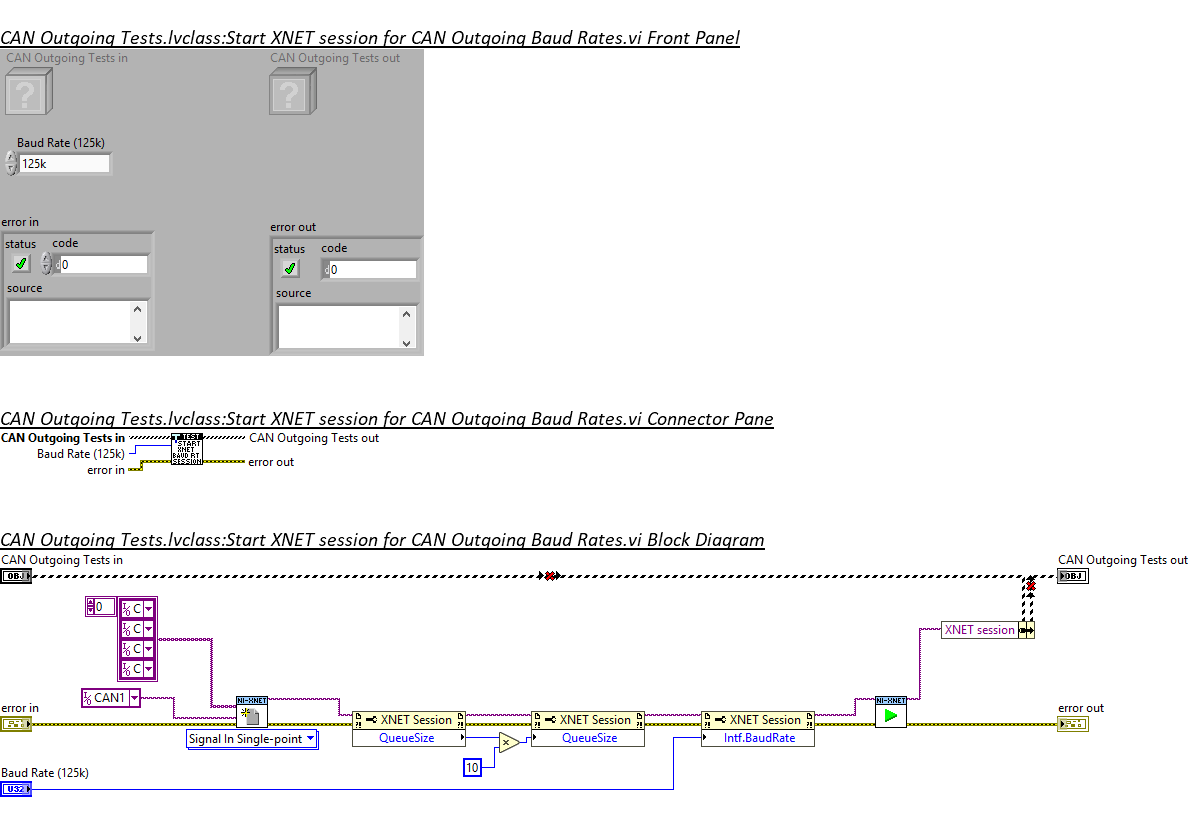 CAN Outgoing Tests.lvclass:Start XNET session for CAN Outgoing Baud Rates.vi Front Panel
CAN Outgoing Tests in
CAN Outgoing Tests out
?
?
Baud Rate (125k)
125k
error in
status
code
d 0
source
error out
status
code
d 0
source
CAN Outgoing Tests.lvclass:Start XNET session for CAN Outgoing Baud Rates.vi Connector Pane
CAN Outgoing Tests in
Baud Rate (125k)
error in
TEST
START
XNET
BAUD RT
SESSION
CAN Outgoing Tests out
error out
CAN Outgoing Tests.lvclass:Start XNET session for CAN Outgoing Baud Rates.vi Block Diagram
CAN Outgoing Tests in
OBJ
CAN Outgoing Tests out
OBJ
0
I/O C
I/O C
I/O C
I/O C
I/O CAN1
NI-XNET
Signal In Single-point
error in
XNET Session
QueueSize
×
10
XNET Session
QueueSize
XNET Session
Intf.BaudRate
NI-XNET
XNET session
error out
Baud Rate (125k)
U32